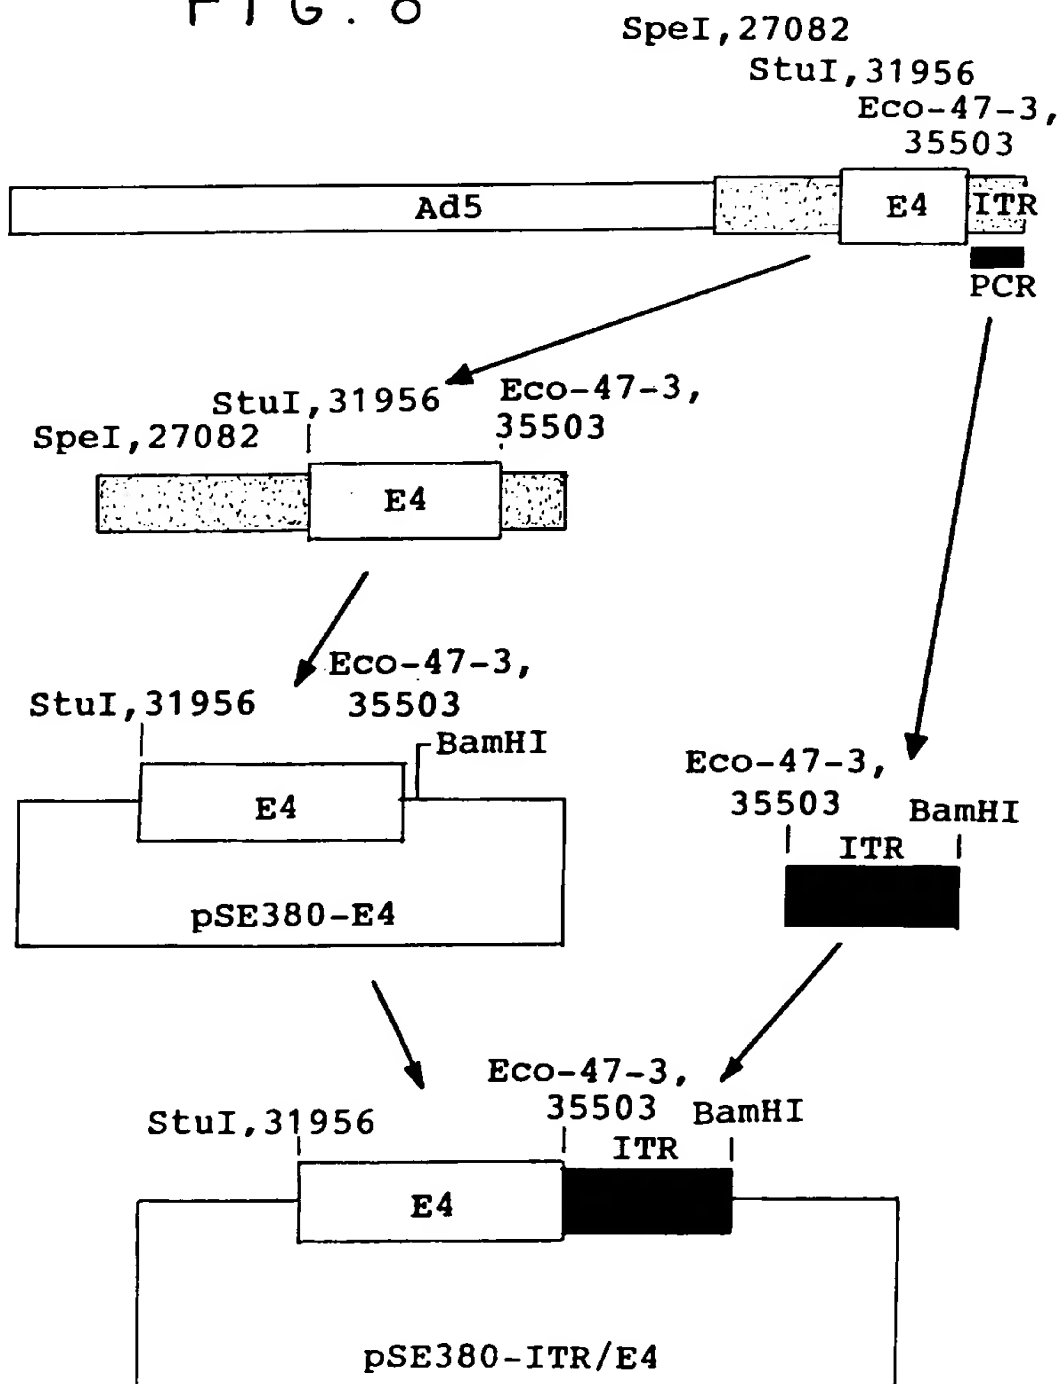 FIG. 8
SpeI,27082
StuI,31956
Eco-47-3,
35503
Ad5
E4
ITR
PCR
StuI,31956
Eco-47-3,
35503
SpeI,27082
E4
Eco-47-3,
35503
StuI,31956
BamHI
E4
pSE380-E4
Eco-47-3,
35503
BamHI
ITR
Eco-47-3,
35503
BamHI
StuI,31956
ITR
E4
pSE380-ITR/E4